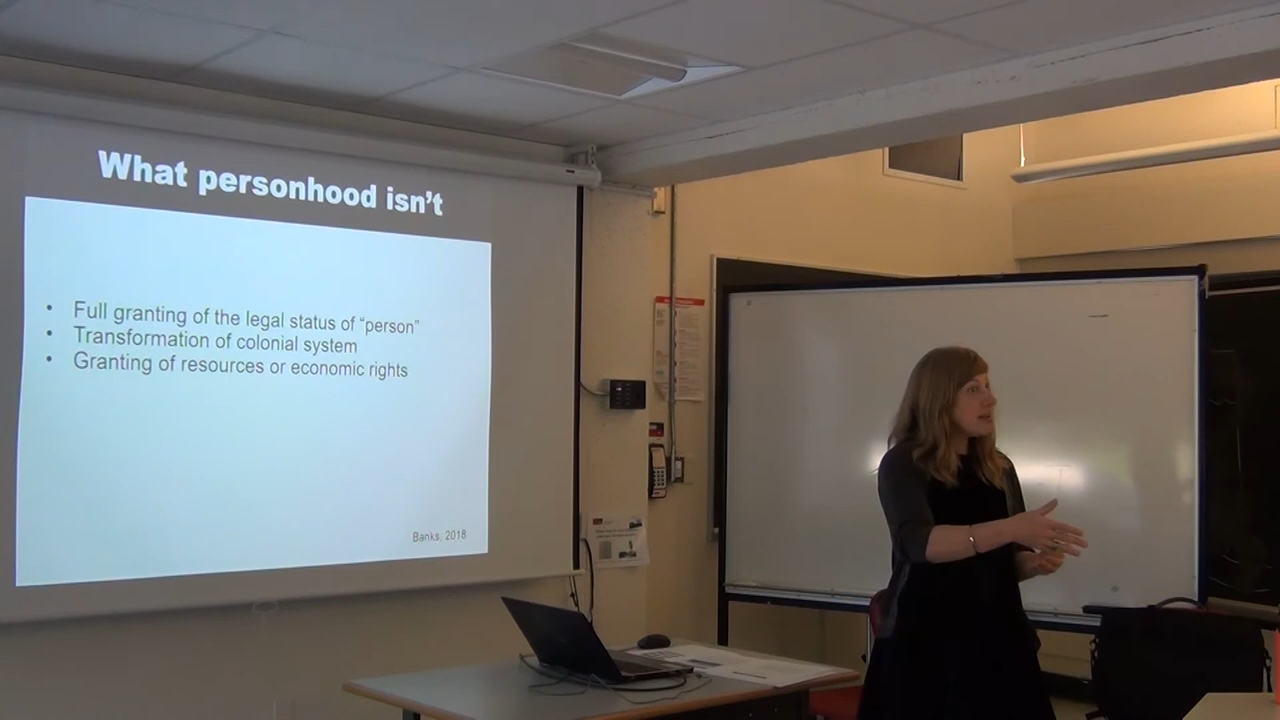 What personhood isn't
• Full granting of the legal status of "person"
• Transformation of colonial system
• Granting of resources or economic rights
Banks, 2018